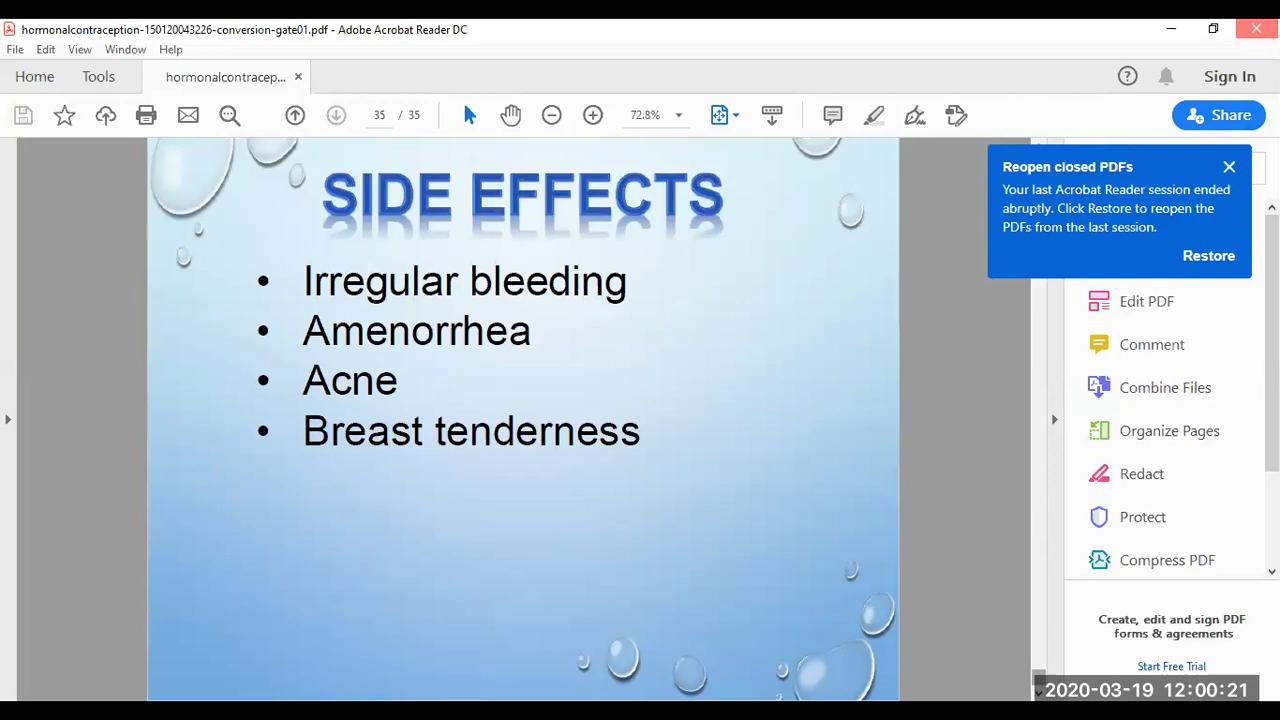 hormonalcontraception-150120043226-conversion-gate01.pdf - Adobe Acrobat Reader DC
File Edit View Window Help
Home Tools hormonalcontracep... ×
35 / 35 72.8% Share
? Sign In
SIDE EFFECTS
• Irregular bleeding
• Amenorrhea
• Acne
• Breast tenderness
Reopen closed PDFs
Your last Acrobat Reader session ended
abruptly. Click Restore to reopen the
PDFs from the last session.
Restore
Edit PDF
Comment
Combine Files
Organize Pages
Redact
Protect
Compress PDF
Create, edit and sign PDF
forms & agreements
Start Free Trial
2020-03-19 12:00:21